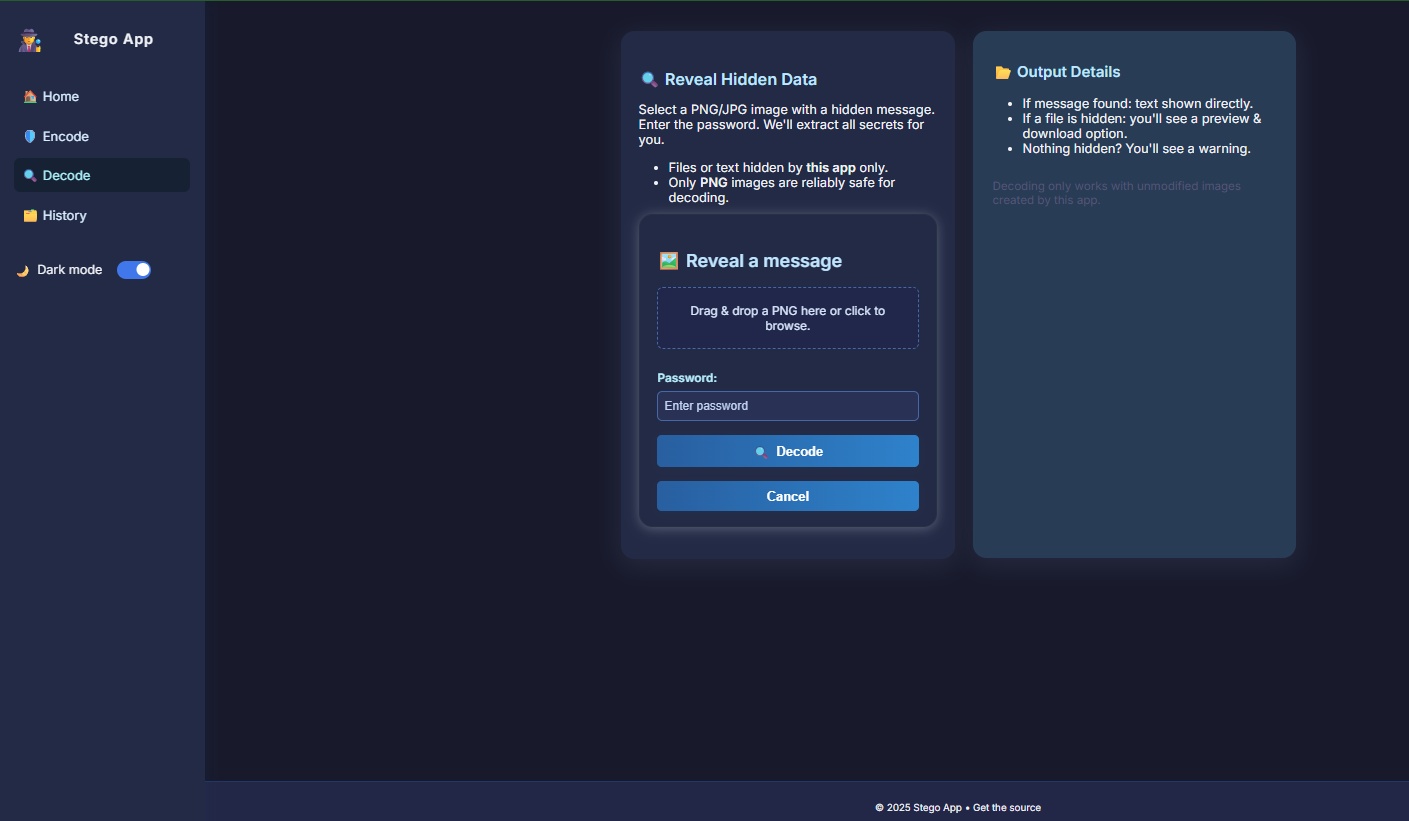 Stego App
Home
Encode
Decode
History
Dark mode
Reveal Hidden Data
Select a PNG/JPG image with a hidden message.
Enter the password. We'll extract all secrets for
you.
Files or text hidden by this app only.
Only PNG images are reliably safe for
decoding.
Reveal a message
Drag & drop a PNG here or click to
browse.
Password:
Enter password
Decode
Cancel
Output Details
If message found: text shown directly.
If a file is hidden: you'll see a preview &
download option.
Nothing hidden? You'll see a warning.
Decoding only works with unmodified images
created by this app.
© 2025 Stego App • Get the source